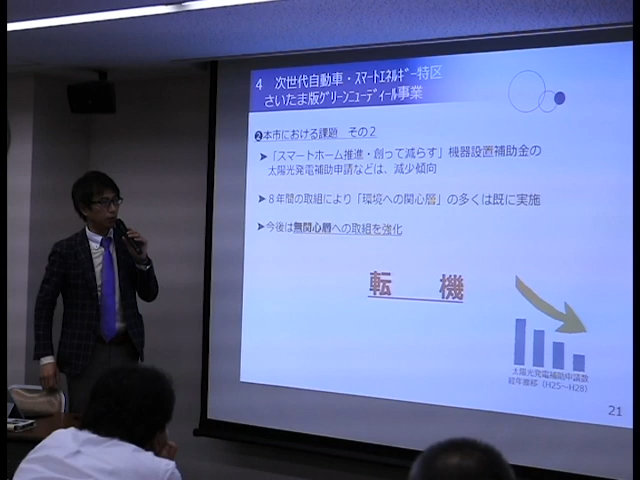 4 次世代自動車・ｽﾏｰﾄｴﾈﾙｷﾞｰ特区
さいたま版ｸﾞﾘｰﾝﾆｭｰﾃﾞｨｰﾙ事業
❷本市における課題 その２
➤「スマートホーム推進・創って減らす」機器設置補助金の
太陽光発電補助申請などは、減少傾向
➤８年間の取組により「環境への関心層」の多くは既に実施
➤今後は無関心層への取組を強化
転 機
太陽光発電補助申請数
経年推移（H25～H28）
21